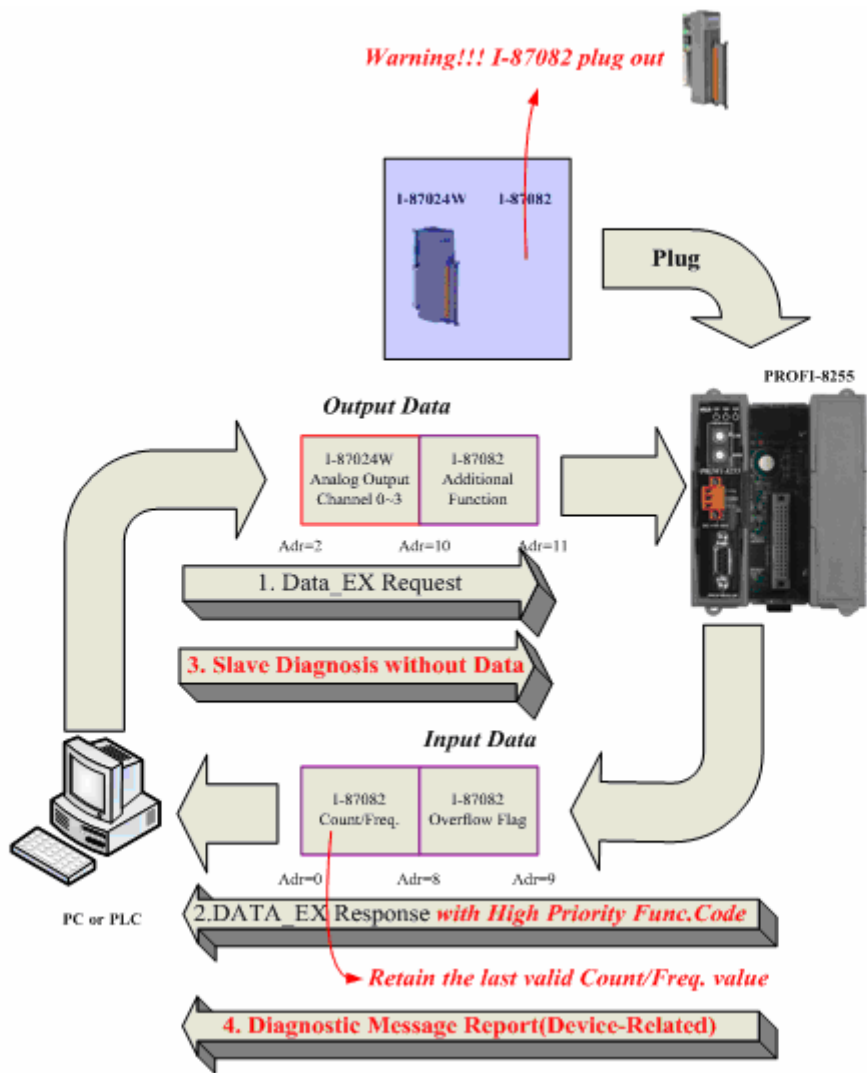 Warning!!! I-87082 plug out
I-87024W I-87082
Plug
PROFI-8255
Output Data
I-87024W
Analog Output
Channel 0~3
I-87082
Additional
Function
Adr=2 Adr=10 Adr=11
1. Data_EX Request
3. Slave Diagnosis without Data
Input Data
I-87082
Count/Freq.
I-87082
Overflow Flag
Adr=0 Adr=8 Adr=9
PC or PLC
2.DATA_EX Response with High Priority Func.Code
Retain the last valid Count/Freq. value
4. Diagnostic Message Report(Device-Related)